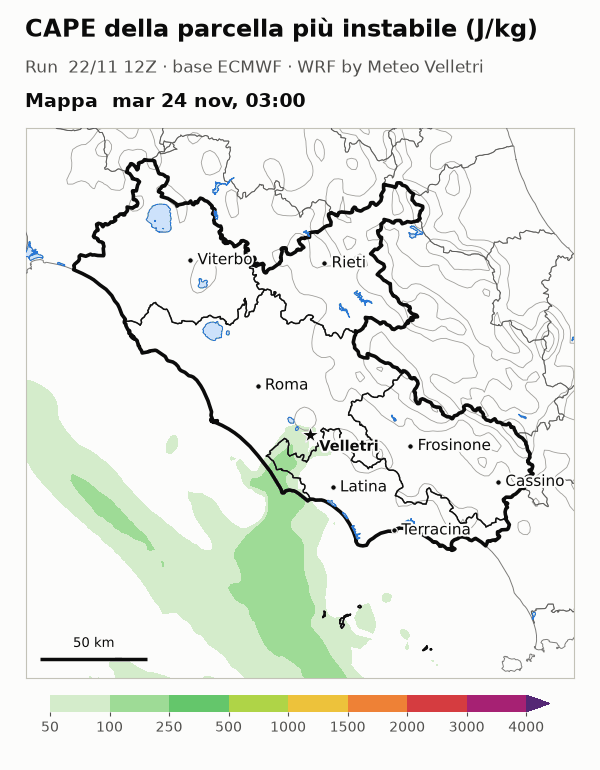 CAPE della parcella più instabile (J/kg)
Run 22/11 12Z · base ECMWF · WRF by Meteo Velletri
Mappa mar 24 nov, 03:00
Viterbo
Rieti
Roma
Velletri
Frosinone
Cassino
Latina
Terracina
50 km
50 100 250 500 1000 1500 2000 3000 4000